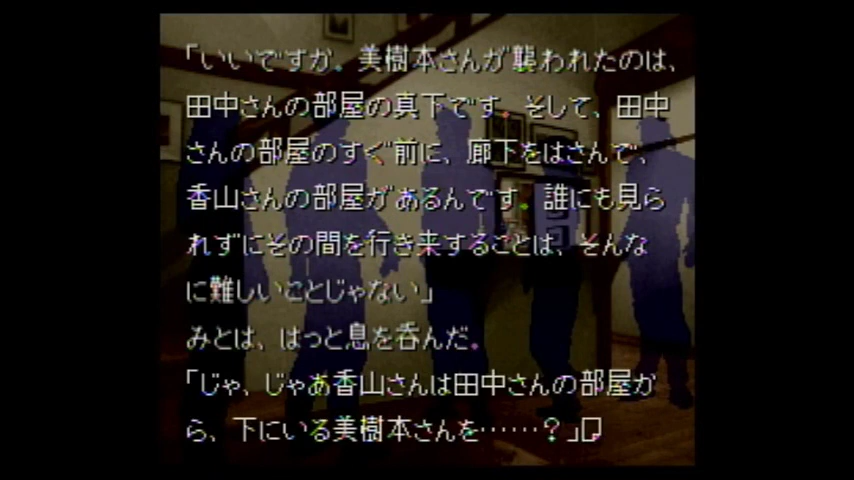 「いいですか。美樹本さんが襲われたのは、
田中さんの部屋の真下です。そして、田中
さんの部屋のすぐ前に、廊下をはさんで、
香山さんの部屋があるんです。誰にも見ら
れずにその間を行き来することは、そんな
に難しいことじゃない」
みとは、はっと息を呑んだ。
「じゃ、じゃあ香山さんは田中さんの部屋か
ら、下にいる美樹本さんを……？」